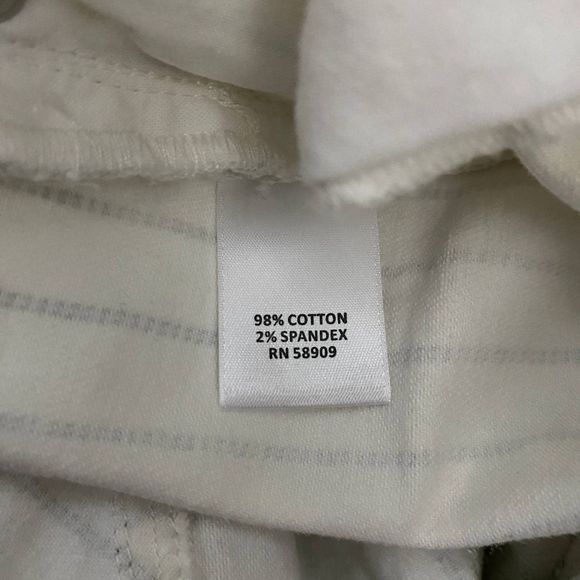 98% COTTON
2% SPANDEX
RN 58909